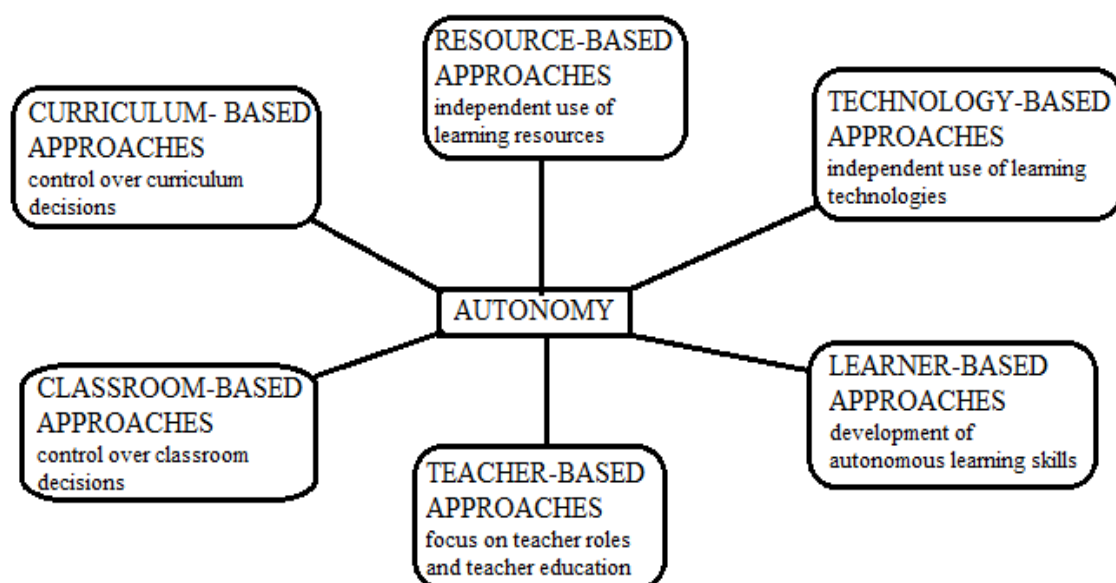 RESOURCE-BASED
APPROACHES
independent use of
learning resources
CURRICULUM- BASED
APPROACHES
control over curriculum
decisions
TECHNOLOGY-BASED
APPROACHES
independent use of learning
technologies
AUTONOMY
CLASSROOM-BASED
APPROACHES
control over classroom
decisions
TEACHER-BASED
APPROACHES
focus on teacher roles
and teacher education
LEARNER-BASED
APPROACHES
development of
autonomous learning skills